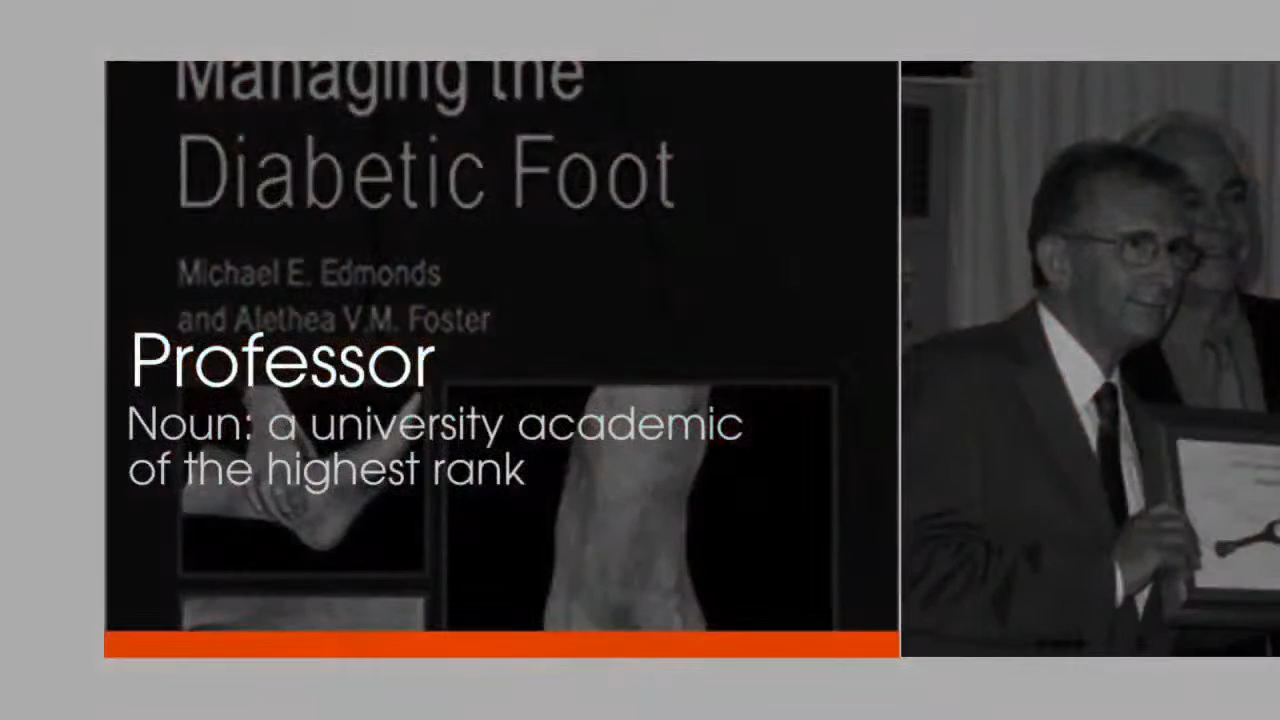 Managing the
Diabetic Foot
Michael E. Edmonds
and Alethea V.M. Foster
Professor
Noun: a university academic
of the highest rank